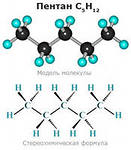 Пентан C₅H₁₂
Модель молекулы
H H H H
C C C C C
H H H H
Стереохимическая формула